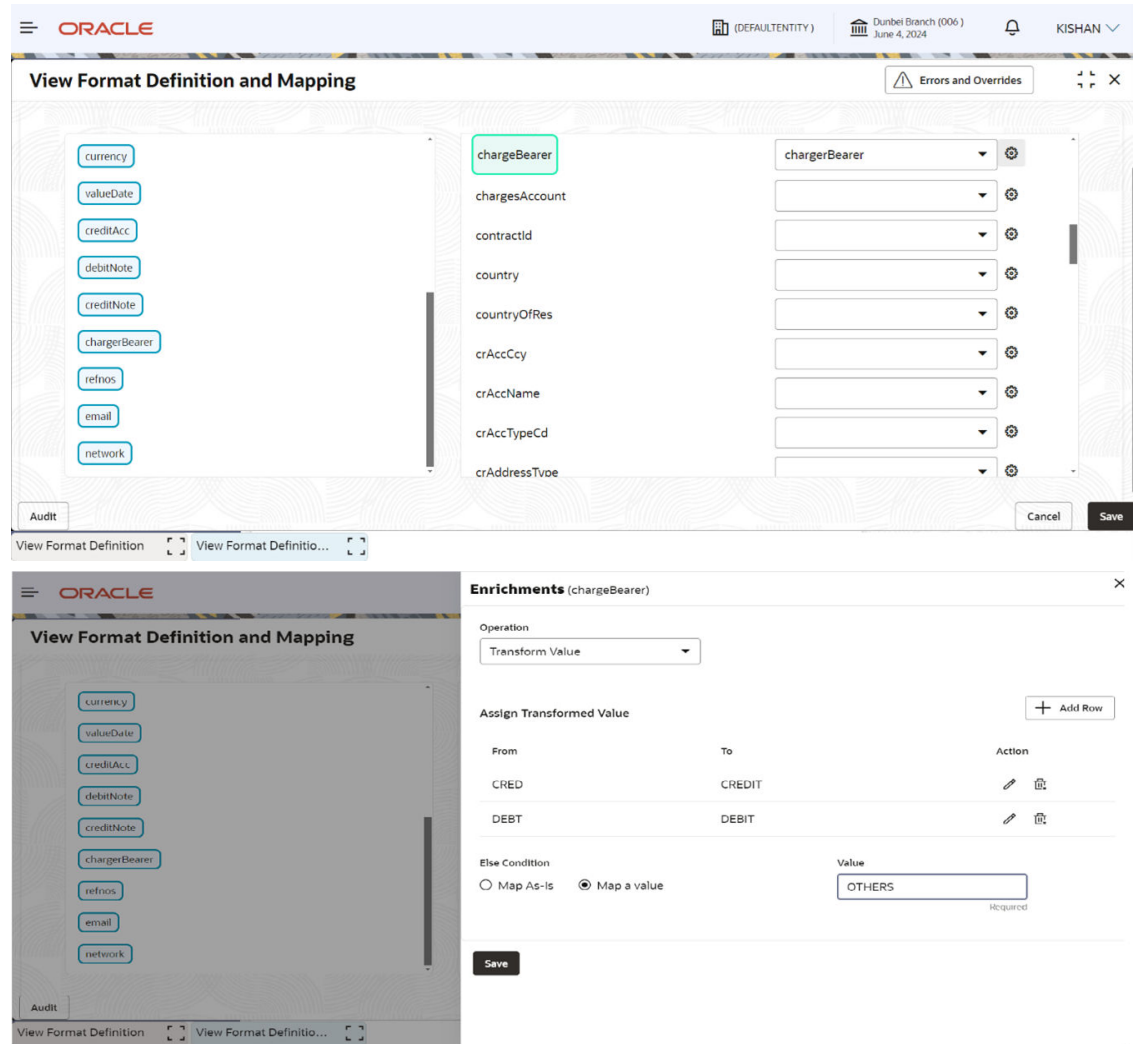 ORACLE
(DEFAULTENTITY )
Dunbei Branch (006 )
June 4, 2024
KISHAN
View Format Definition and Mapping
Errors and Overrides
currency
valueDate
creditAcc
debitNote
creditNote
chargerBearer
refnos
email
network
chargeBearer
chargerBearer
chargesAccount
contractId
country
countryOfRes
crAccCcy
crAccName
crAccTypeCd
crAddressType
Audit
Cancel
Save
View Format Definition
View Format Definitio...
ORACLE
View Format Definition and Mapping
currency
valueDate
creditAcc
debitNote
creditNote
chargerBearer
refnos
email
network
Audit
View Format Definition
View Format Definitio...
Enrichments (chargeBearer)
Operation
Transform Value
Assign Transformed Value
Add Row
From To Action
CRED CREDIT
DEBT DEBIT
Else Condition
Map As-Is Map a value
Value
OTHERS
Required
Save